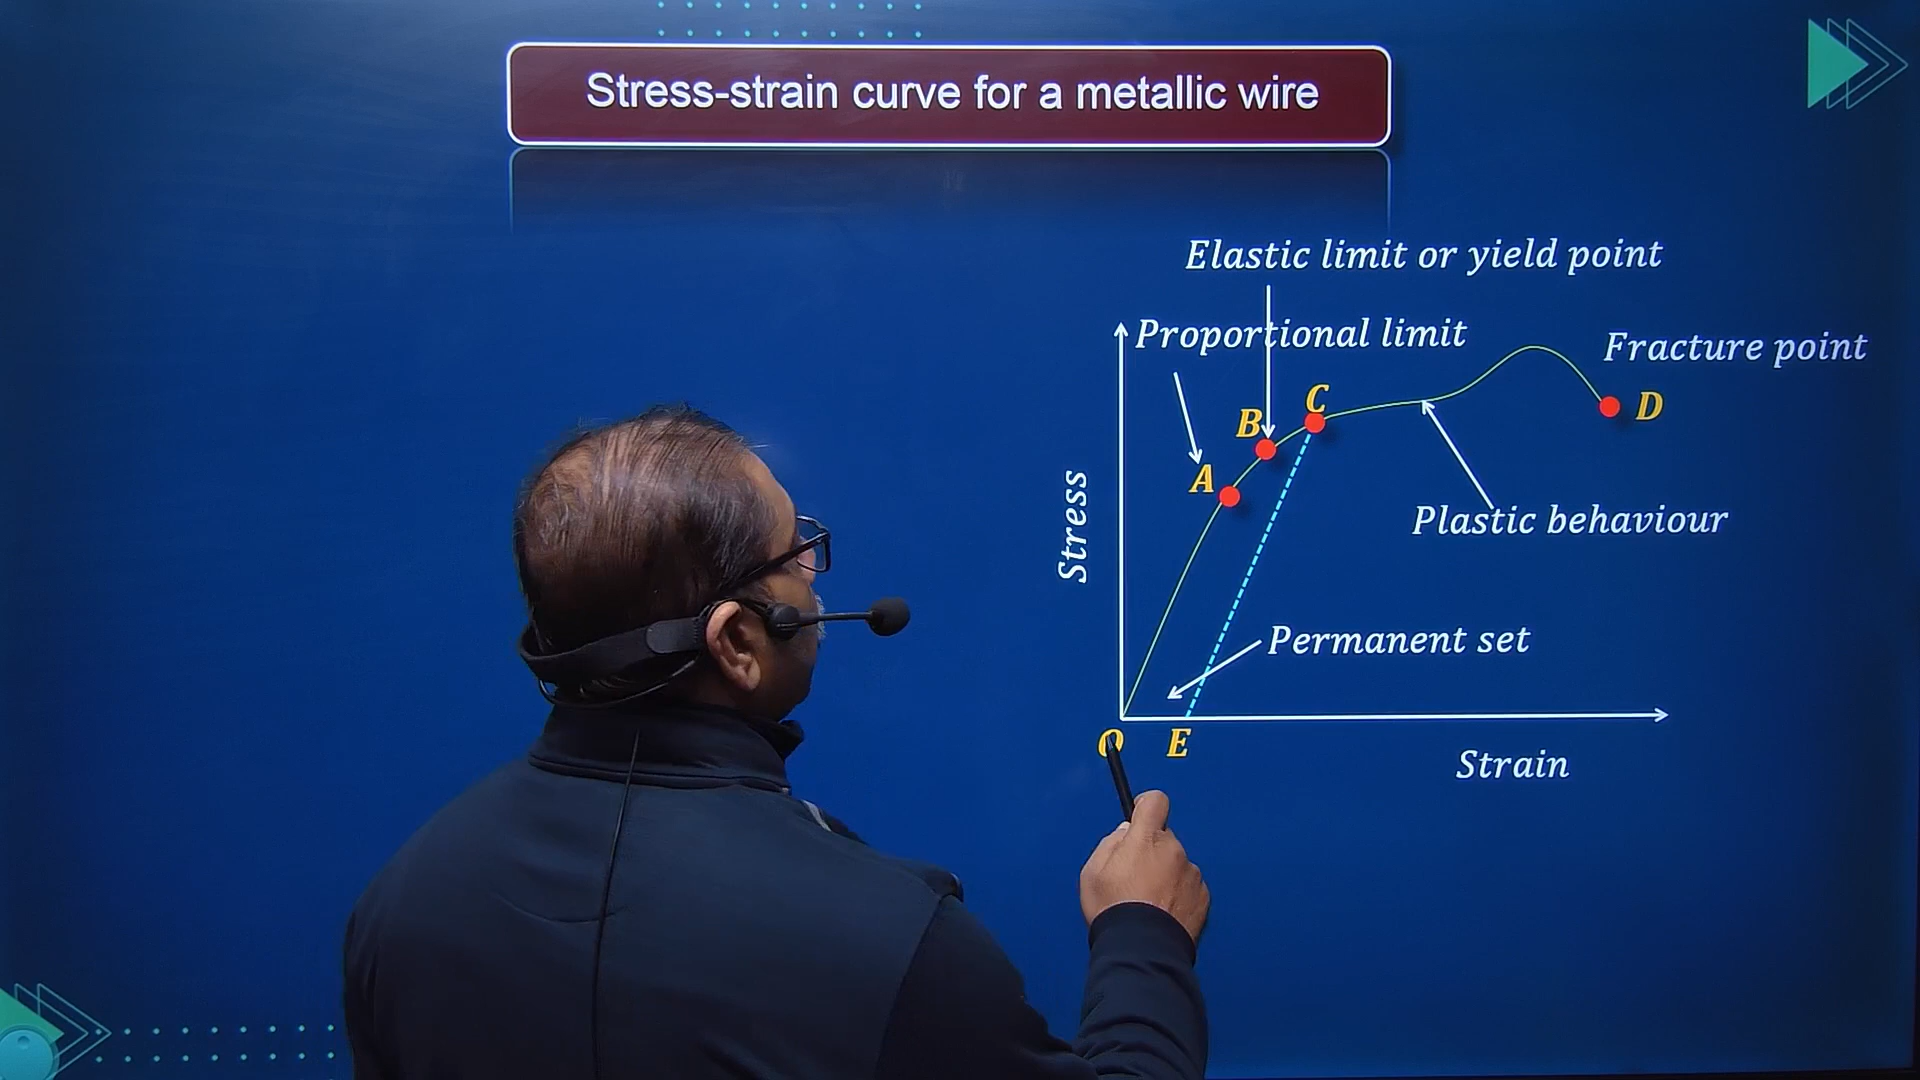 Stress-strain curve for a metallic wire
Elastic limit or yield point
Proportional limit
Fracture point
C
B
D
A
Stress
Plastic behaviour
Permanent set
O
E
Strain